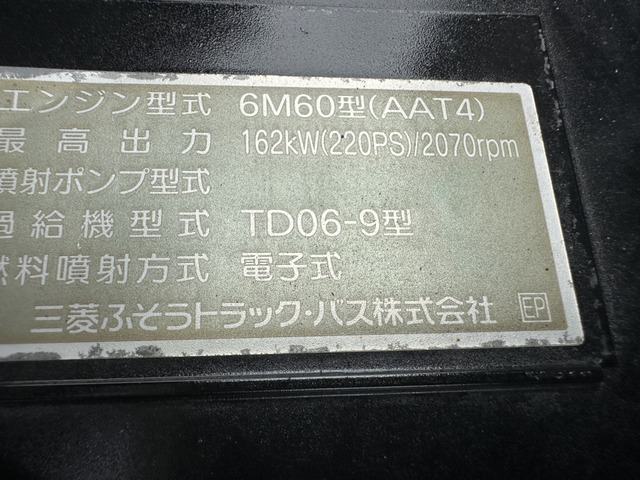 エンジン型式 6M60型(AAT4)
最高出力 162kW(220PS)/2070rpm
噴射ポンプ型式
過給機型式 TD06-9型
燃料噴射方式 電子式
三菱ふそうトラック・バス株式会社 EP